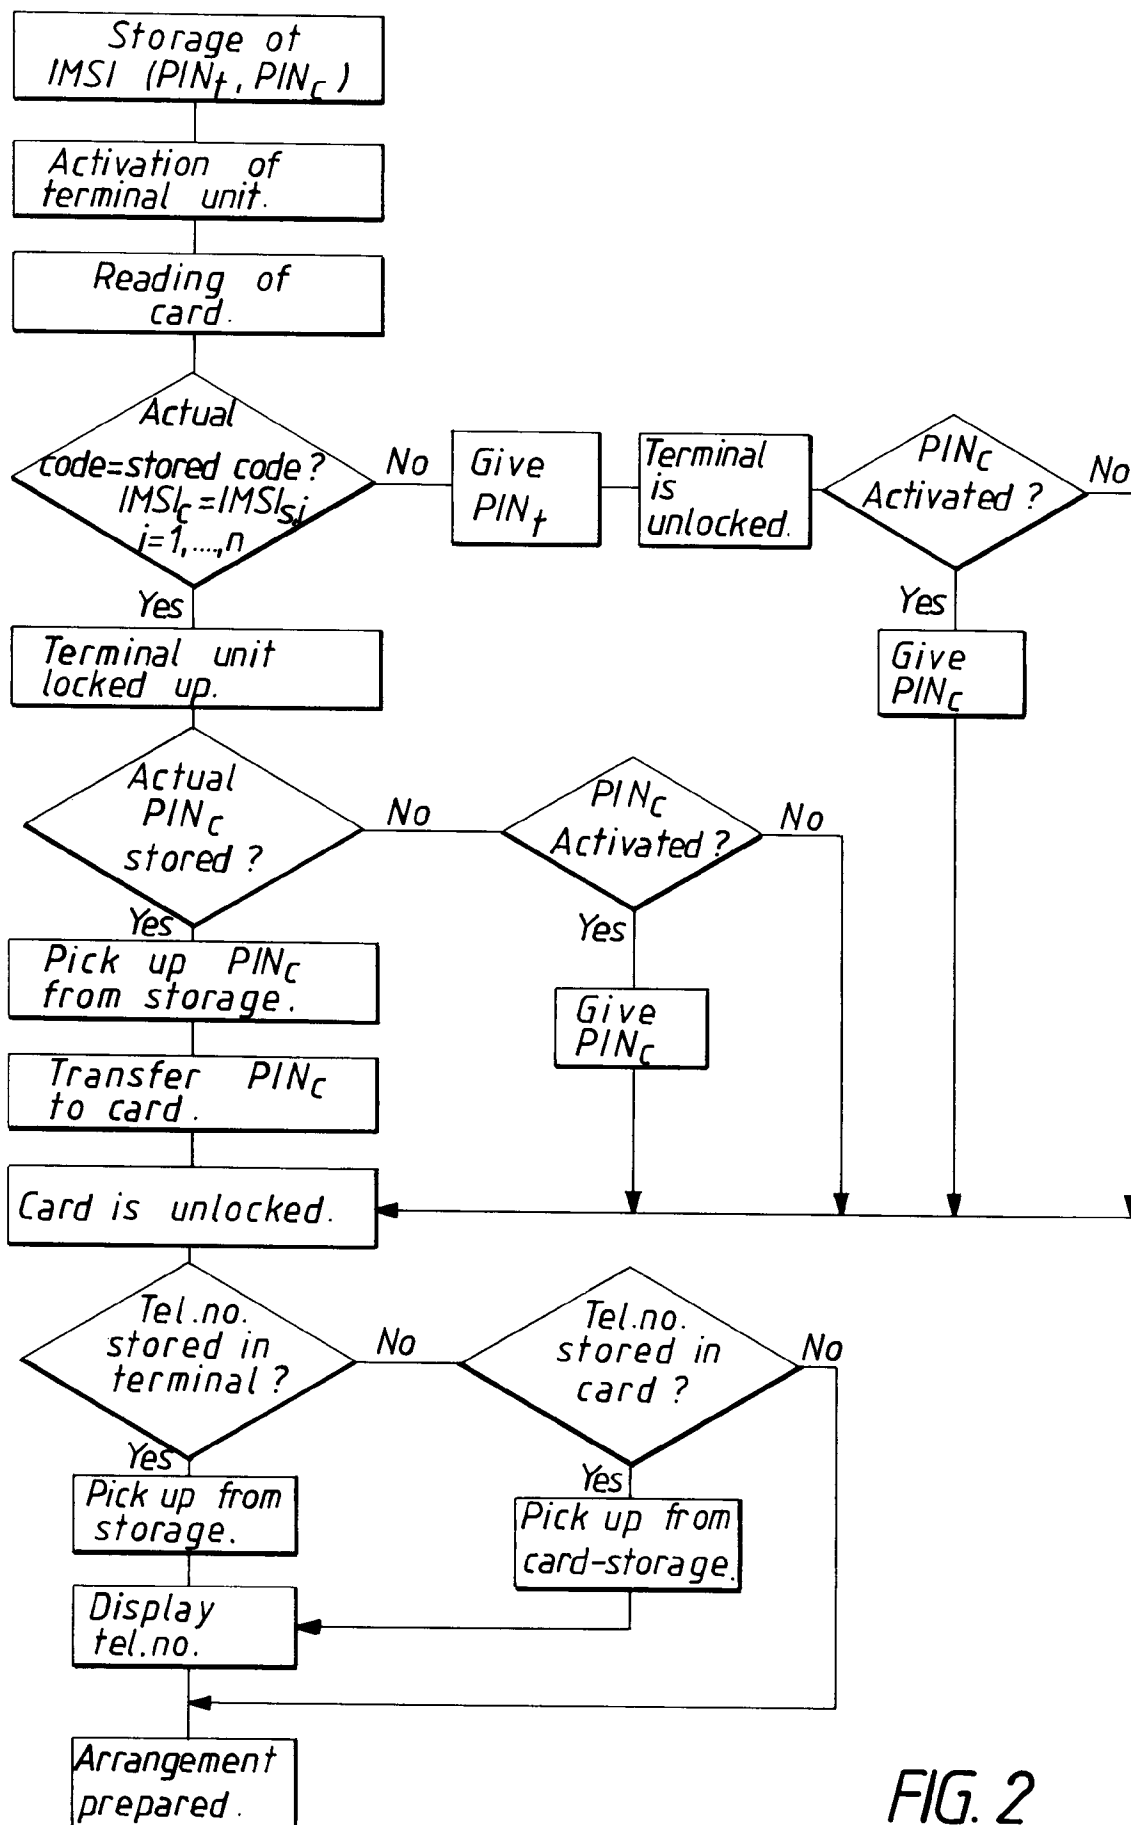 Storage of
IMSI (PINt, PINc)
Activation of
terminal unit.
Reading of
card.
Actual
code=stored code?
IMSIc=IMSIs,i
i=1,....,n
No
Give
PINt
Terminal
is
unlocked.
PINc
Activated?
No
Yes
Yes
Terminal unit
locked up.
Give
PINc
Actual
PINc
stored?
No
PINc
Activated?
No
Yes
Yes
Pick up PINc
from storage.
Give
PINc
Transfer PINc
to card.
Card is unlocked.
Tel.no.
stored in
terminal?
No
Tel.no.
stored in
card?
No
Yes
Yes
Pick up from
storage.
Pick up from
card-storage.
Display
tel.no.
Arrangement
prepared.
FIG. 2